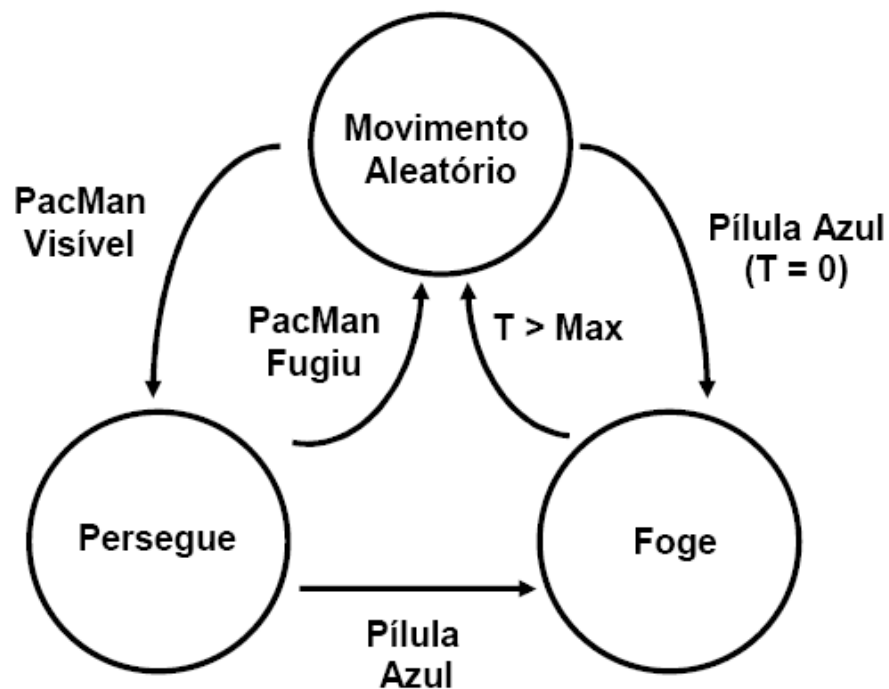 Movimento
Aleatório
PacMan
Visível
Pílula Azul
(T = 0)
PacMan
Fugiu
T > Max
Persegue
Foge
Pílula
Azul